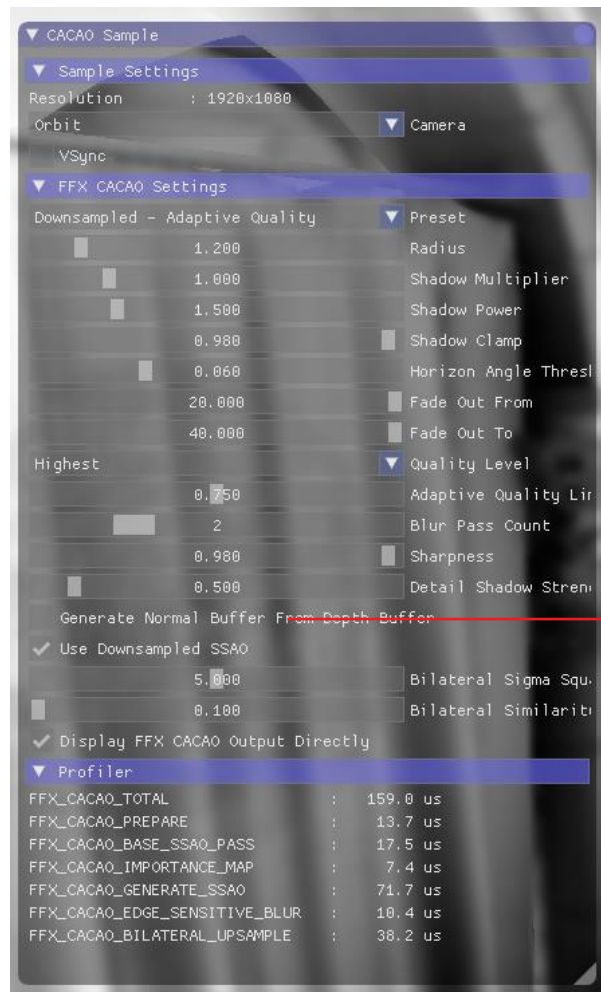 CACAO Sample
Sample Settings
Resolution : 1920x1080
Orbit Camera
VSync
FFX CACAO Settings
Downsampled - Adaptive Quality Preset
1.200 Radius
1.000 Shadow Multiplier
1.500 Shadow Power
0.980 Shadow Clamp
0.060 Horizon Angle Thresh
20.000 Fade Out From
40.000 Fade Out To
Highest Quality Level
0.750 Adaptive Quality Lim
2 Blur Pass Count
0.980 Sharpness
0.500 Detail Shadow Stren
Generate Normal Buffer From Depth Buffer
Use Downsampled SSAO
5.000 Bilateral Sigma Squ
0.100 Bilateral Similarit
Display FFX CACAO Output Directly
Profiler
FFX_CACAO_TOTAL : 159.0 us
FFX_CACAO_PREPARE : 13.7 us
FFX_CACAO_BASE_SSAO_PASS : 17.5 us
FFX_CACAO_IMPORTANCE_MAP : 7.4 us
FFX_CACAO_GENERATE_SSAO : 71.7 us
FFX_CACAO_EDGE_SENSITIVE_BLUR : 10.4 us
FFX_CACAO_BILATERAL_UPSAMPLE : 38.2 us